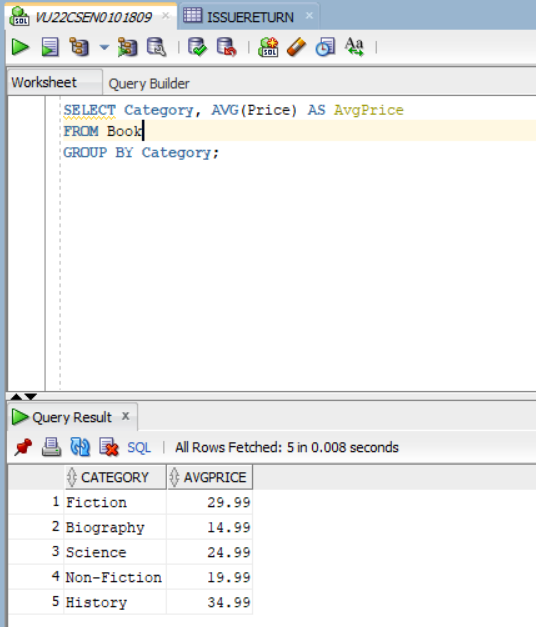 VU22CSEN0101809 × ISSUERETURN ×
Worksheet Query Builder
SELECT Category, AVG(Price) AS AvgPrice
FROM Book
GROUP BY Category;
Query Result ×
SQL | All Rows Fetched: 5 in 0.008 seconds
CATEGORY AVGPRICE
1 Fiction 29.99
2 Biography 14.99
3 Science 24.99
4 Non-Fiction 19.99
5 History 34.99